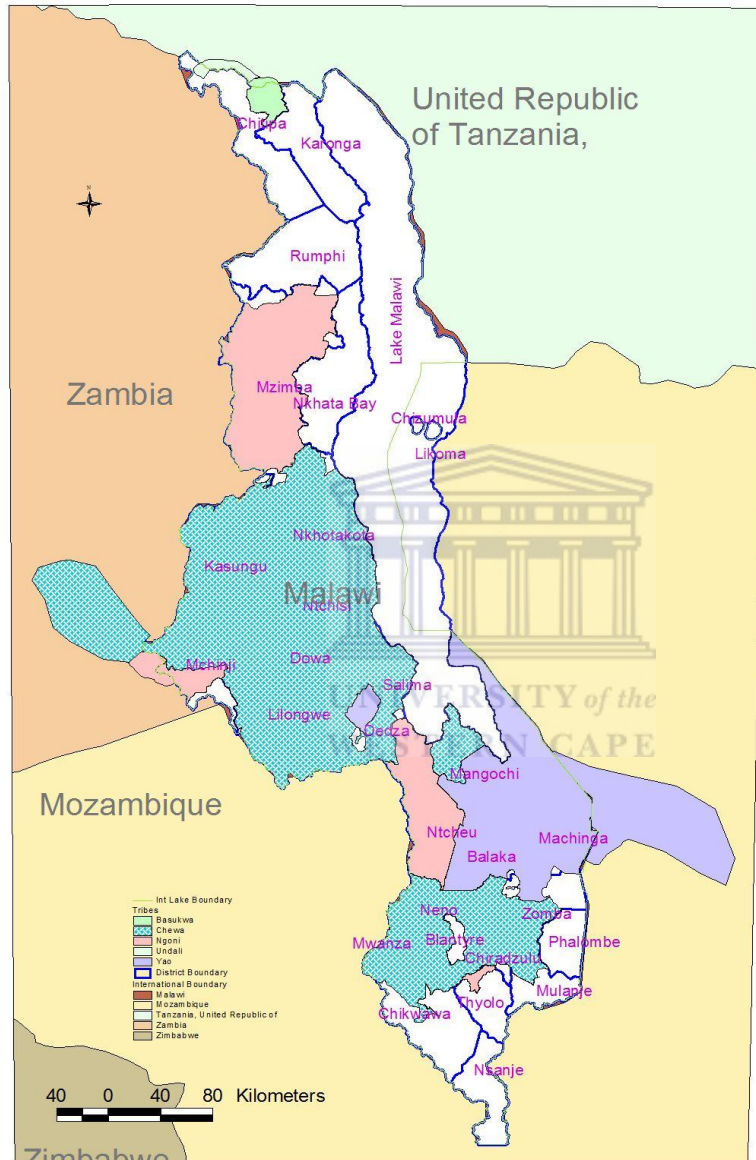 United Republic
of Tanzania,
Chitipa
Karonga
N
Rumphi
Lake Malawi
Zambia
Mzimba
Nkhata Bay
Chizumula
Likoma
Nkhotakota
Kasungu
Malawi
Ntchisi
Dowa
Mchinji
Salima
UNIVERSITY of the
WESTERN CAPE
Lilongwe
Dedza
Mangochi
Mozambique
Ntcheu
Machinga
Balaka
Int Lake Boundary
Tribes
Basukwa
Chewa
Ngoni
Undali
Yao
District Boundary
International Boundary
Malawi
Mozambique
Tanzania, United Republic of
Zambia
Zimbabwe
Neno
Zomba
Mwanza
Blantyre
Phalombe
Chiradzulu
Mulanje
Thyolo
Chikwawa
Nsanje
40 0 40 80 Kilometers
Zimbabwe